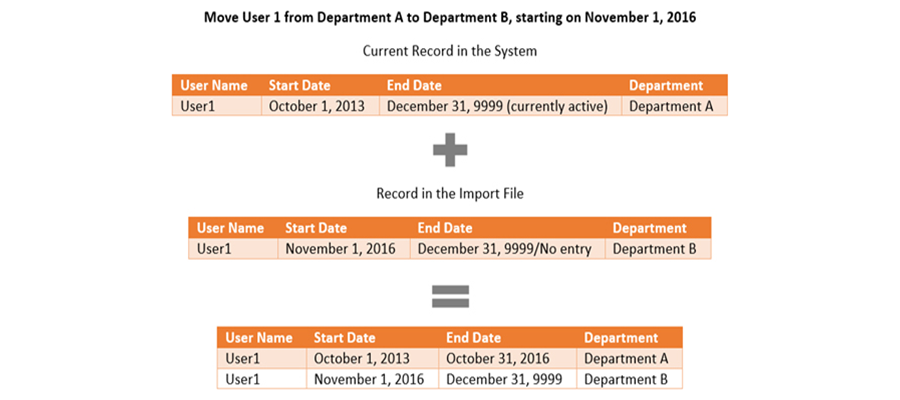 Move User 1 from Department A to Department B, starting on November 1, 2016
Current Record in the System
User Name Start Date End Date Department
User1 October 1, 2013 December 31, 9999 (currently active) Department A
Record in the Import File
User Name Start Date End Date Department
User1 November 1, 2016 December 31, 9999/No entry Department B
User Name Start Date End Date Department
User1 October 1, 2013 October 31, 2016 Department A
User1 November 1, 2016 December 31, 9999 Department B